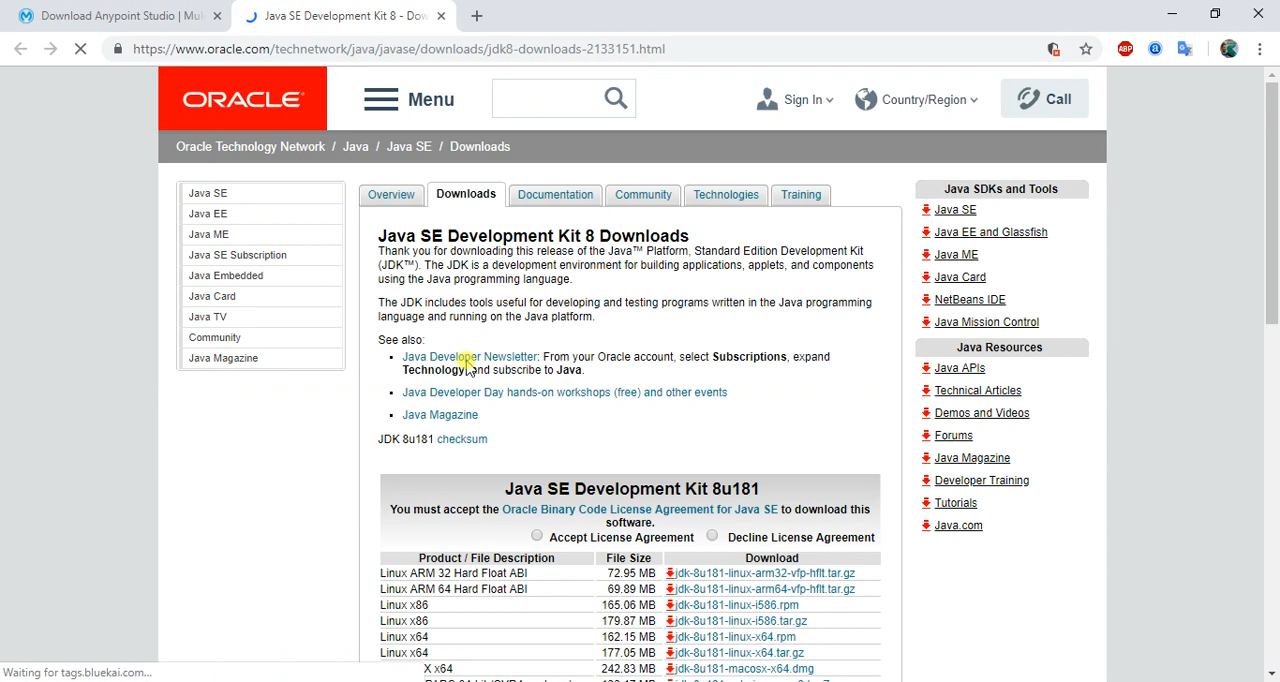 Download Anypoint Studio | Mul
Java SE Development Kit 8 - Dow
https://www.oracle.com/technetwork/java/javase/downloads/jdk8-downloads-2133151.html
ABP
ORACLE
Menu
Sign In
Country/Region
Call
Oracle Technology Network / Java / Java SE / Downloads
Java SE
Java EE
Java ME
Java SE Subscription
Java Embedded
Java Card
Java TV
Community
Java Magazine
Overview
Downloads
Documentation
Community
Technologies
Training
Java SE Development Kit 8 Downloads
Thank you for downloading this release of the Java™ Platform, Standard Edition Development Kit
(JDK™). The JDK is a development environment for building applications, applets, and components
using the Java programming language.
The JDK includes tools useful for developing and testing programs written in the Java programming
language and running on the Java platform.
See also:
Java Developer Newsletter: From your Oracle account, select Subscriptions, expand
Technology, and subscribe to Java.
Java Developer Day hands-on workshops (free) and other events
Java Magazine
JDK 8u181 checksum
Java SE Development Kit 8u181
You must accept the Oracle Binary Code License Agreement for Java SE to download this
software.
Accept License Agreement Decline License Agreement
Product / File Description File Size Download
Linux ARM 32 Hard Float ABI 72.95 MB jdk-8u181-linux-arm32-vfp-hflt.tar.gz
Linux ARM 64 Hard Float ABI 69.89 MB jdk-8u181-linux-arm64-vfp-hflt.tar.gz
Linux x86 165.06 MB jdk-8u181-linux-i586.rpm
Linux x86 179.87 MB jdk-8u181-linux-i586.tar.gz
Linux x64 162.15 MB jdk-8u181-linux-x64.rpm
Linux x64 177.05 MB jdk-8u181-linux-x64.tar.gz
X x64 242.83 MB jdk-8u181-macosx-x64.dmg
Java SDKs and Tools
Java SE
Java EE and Glassfish
Java ME
Java Card
NetBeans IDE
Java Mission Control
Java Resources
Java APIs
Technical Articles
Demos and Videos
Forums
Java Magazine
Developer Training
Tutorials
Java.com
Waiting for tags.bluekai.com...